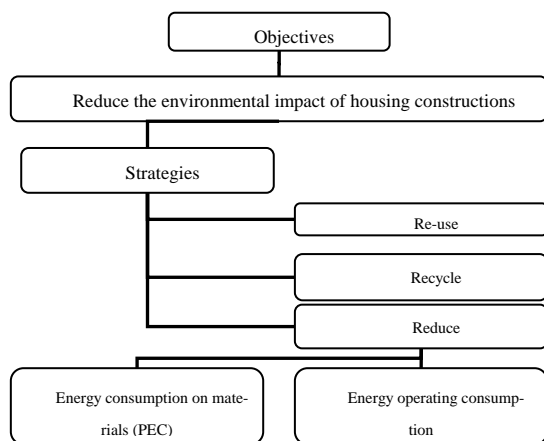 Objectives
Reduce the environmental impact of housing constructions
Strategies
Re-use
Recycle
Reduce
Energy consumption on mate-
rials (PEC)
Energy operating consump-
tion